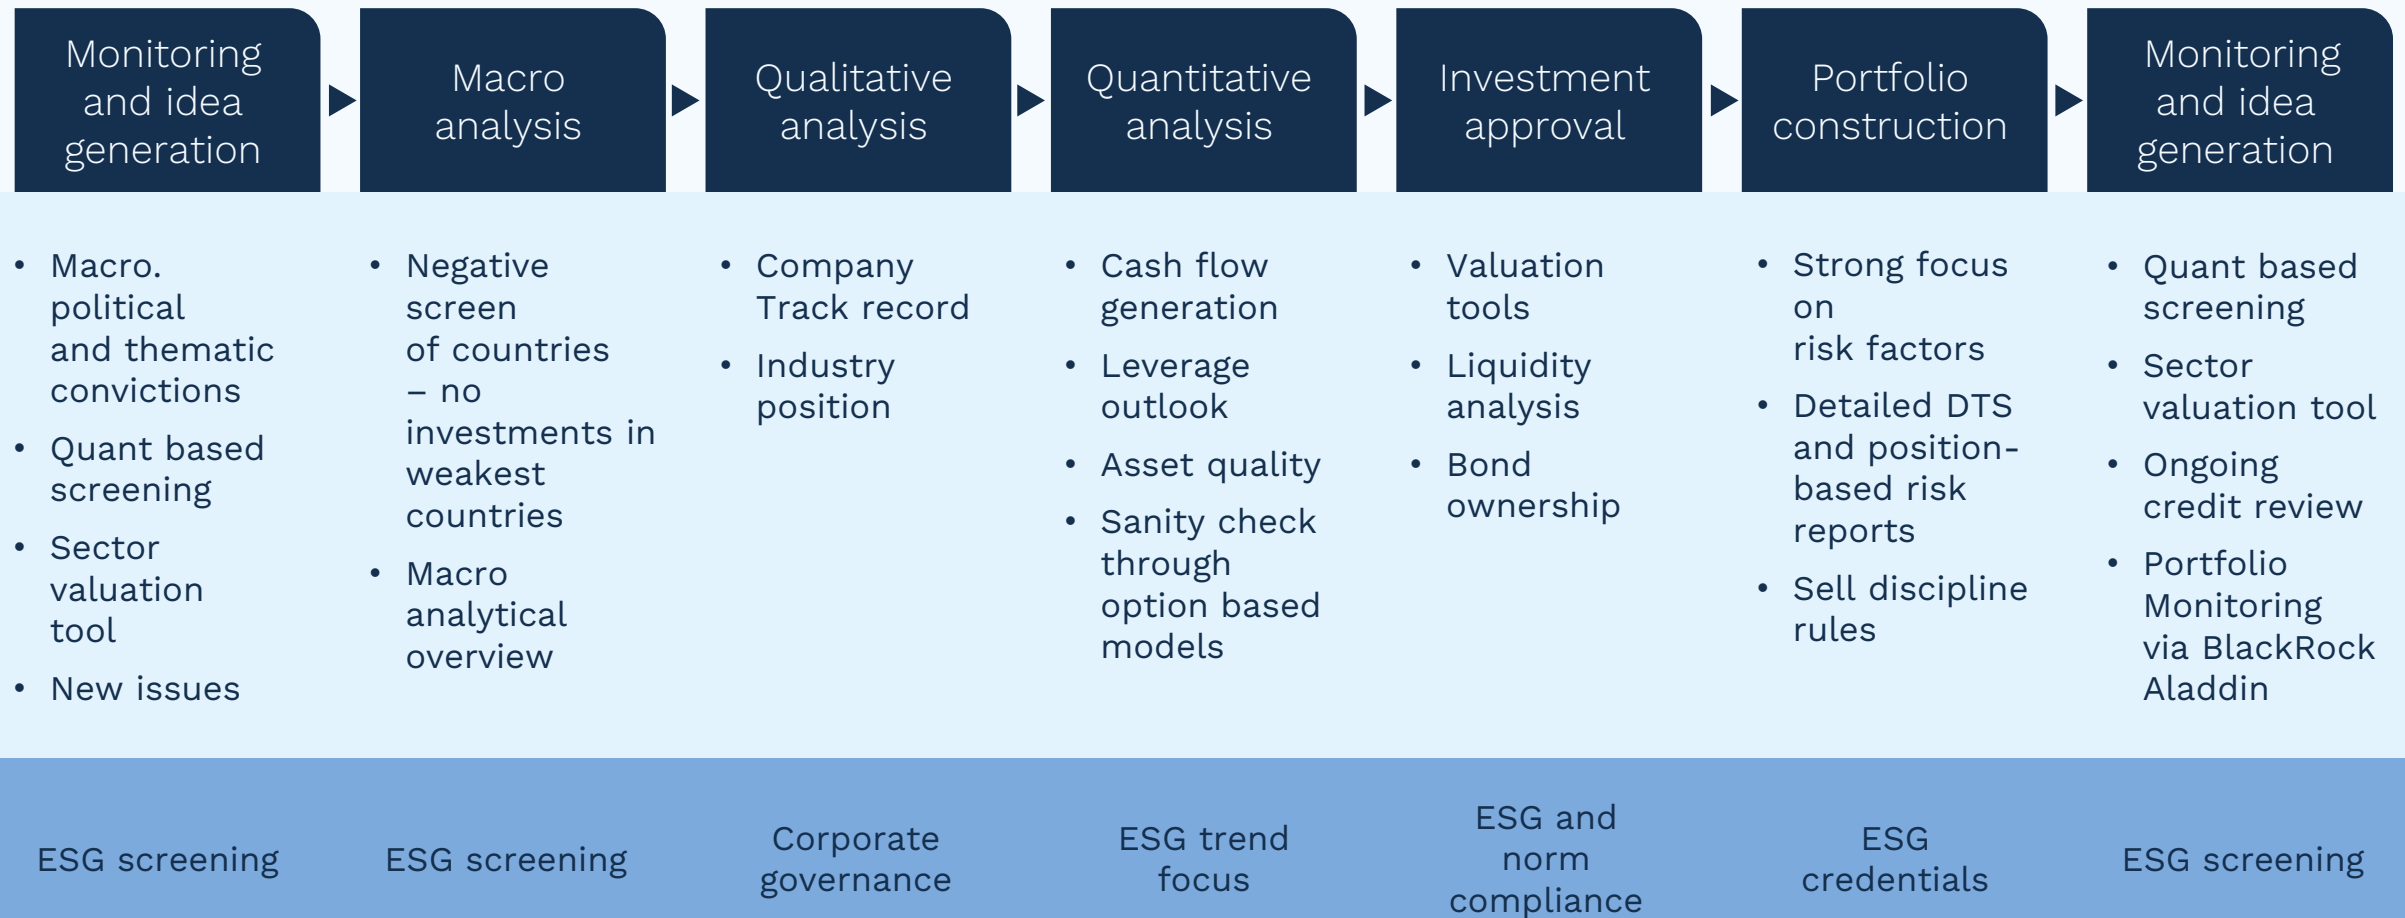 Monitoring
and idea
generation
Macro
analysis
Qualitative
analysis
Quantitative
analysis
Investment
approval
Portfolio
construction
Monitoring
and idea
generation
• Macro.
political
and thematic
convictions
• Quant based
screening
• Sector
valuation
tool
• New issues
• Negative
screen
of countries
– no
investments in
weakest
countries
• Macro
analytical
overview
• Company
Track record
• Industry
position
• Cash flow
generation
• Leverage
outlook
• Asset quality
• Sanity check
through
option based
models
• Valuation
tools
• Liquidity
analysis
• Bond
ownership
• Strong focus
on
risk factors
• Detailed DTS
and position-
based risk
reports
• Sell discipline
rules
• Quant based
screening
• Sector
valuation tool
• Ongoing
credit review
• Portfolio
Monitoring
via BlackRock
Aladdin
ESG screening
ESG screening
Corporate
governance
ESG trend
focus
ESG and
norm
compliance
ESG
credentials
ESG screening